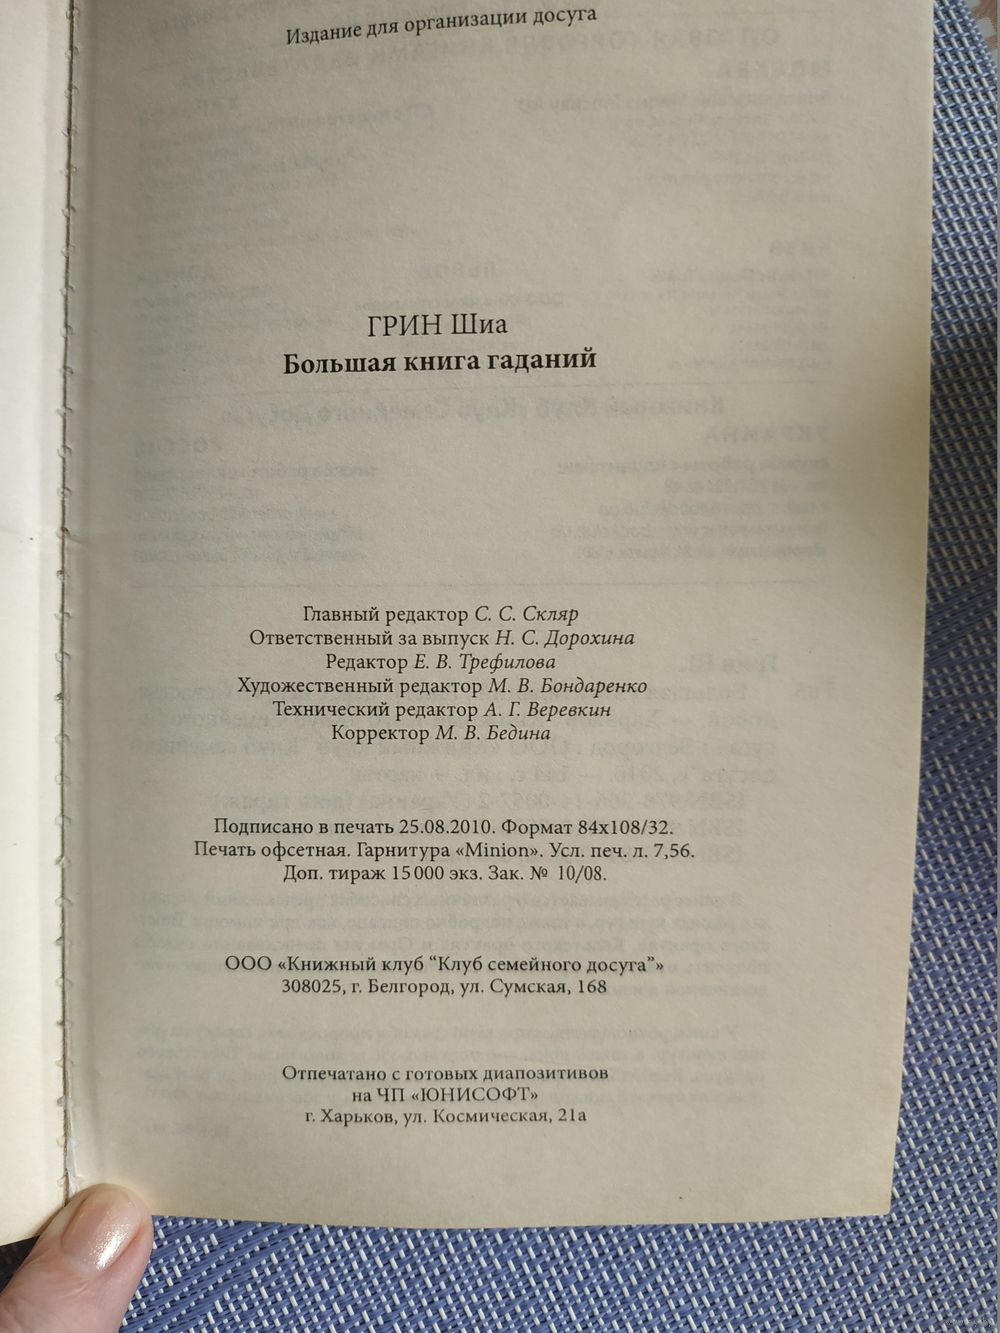 Издание для организации досуга
ГРИН Шиа
Большая книга гаданий
Главный редактор С. С. Скляр
Ответственный за выпуск Н. С. Дорохина
Редактор Е. В. Трефилова
Художественный редактор М. В. Бондаренко
Технический редактор А. Г. Веревкин
Корректор М. В. Бедина
Подписано в печать 25.08.2010. Формат 84x108/32.
Печать офсетная. Гарнитура «Minion». Усл. печ. л. 7,56.
Доп. тираж 15 000 экз. Зак. № 10/08.
ООО «Книжный клуб “Клуб семейного досуга”»
308025, г. Белгород, ул. Сумская, 168
Отпечатано с готовых диапозитивов
на ЧП «ЮНИСОФТ»
г. Харьков, ул. Космическая, 21а